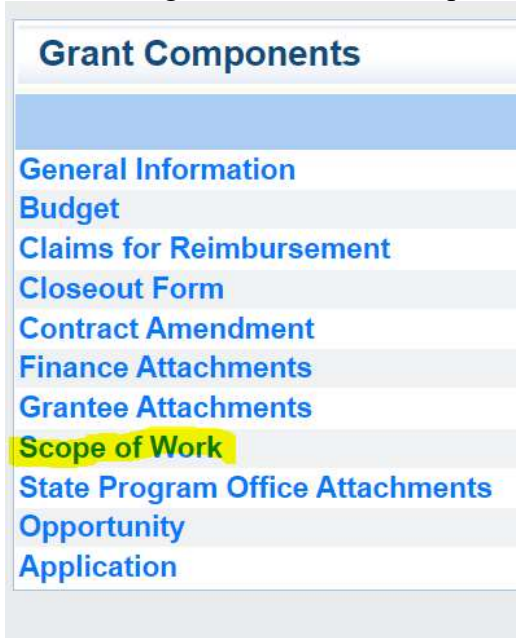 Grant Components
General Information
Budget
Claims for Reimbursement
Closeout Form
Contract Amendment
Finance Attachments
Grantee Attachments
Scope of Work
State Program Office Attachments
Opportunity
Application